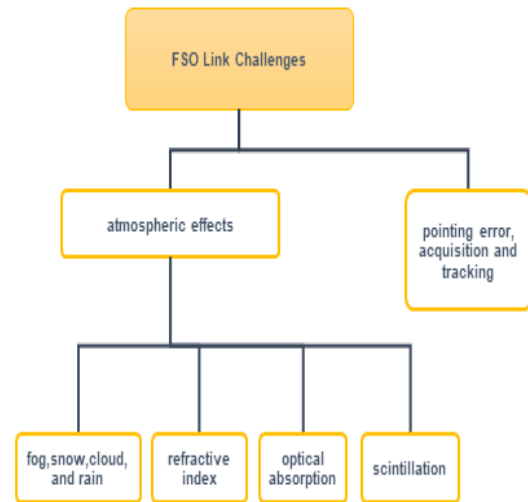 FSO Link Challenges
atmospheric effects
pointing error,
acquisition and
tracking
fog,snow,cloud,
and rain
refractive
index
optical
absorption
scintillation